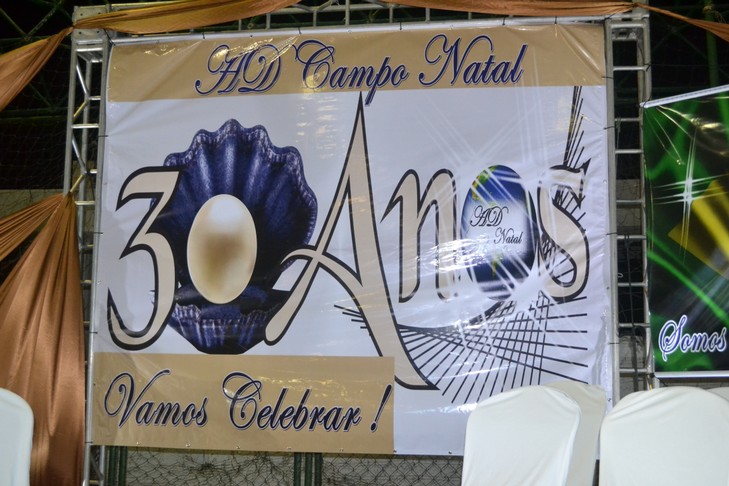 AD Campo Natal
30 Anos
AD
Natal
Vamos Celebrar !
Somos